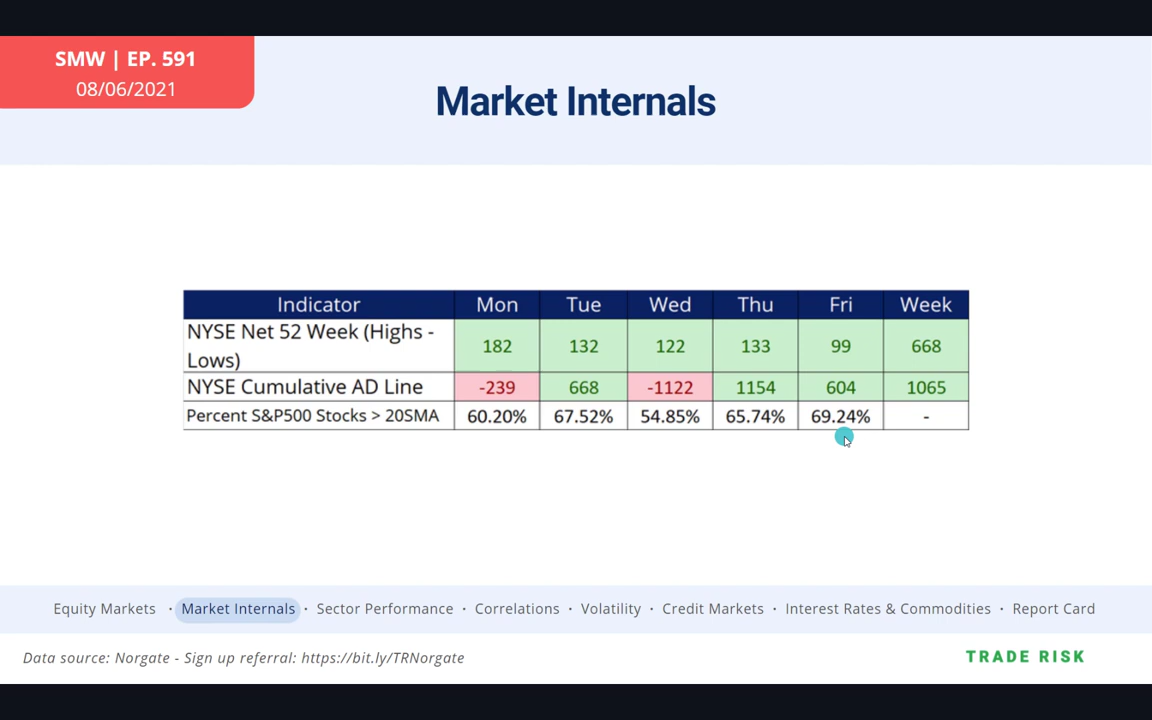 SMW | EP. 591
08/06/2021
Market Internals
Indicator Mon Tue Wed Thu Fri Week
NYSE Net 52 Week (Highs -
Lows) 182 132 122 133 99 668
NYSE Cumulative AD Line -239 668 -1122 1154 604 1065
Percent S&P500 Stocks > 20SMA 60.20% 67.52% 54.85% 65.74% 69.24% -
Equity Markets · Market Internals · Sector Performance · Correlations · Volatility · Credit Markets · Interest Rates & Commodities · Report Card
Data source: Norgate - Sign up referral: https://bit.ly/TRNorgate
TRADE RISK